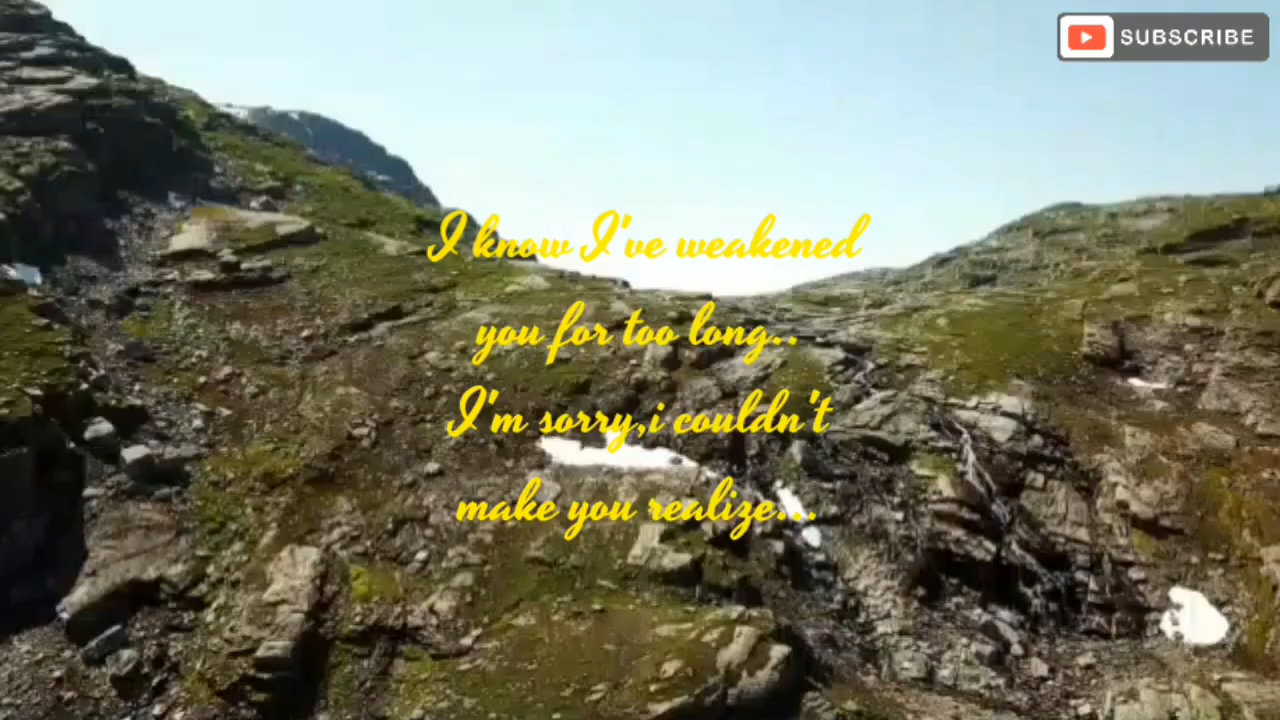 SUBSCRIBE
I know I've weakened
you for too long..
I'm sorry,i couldn't
make you realize...